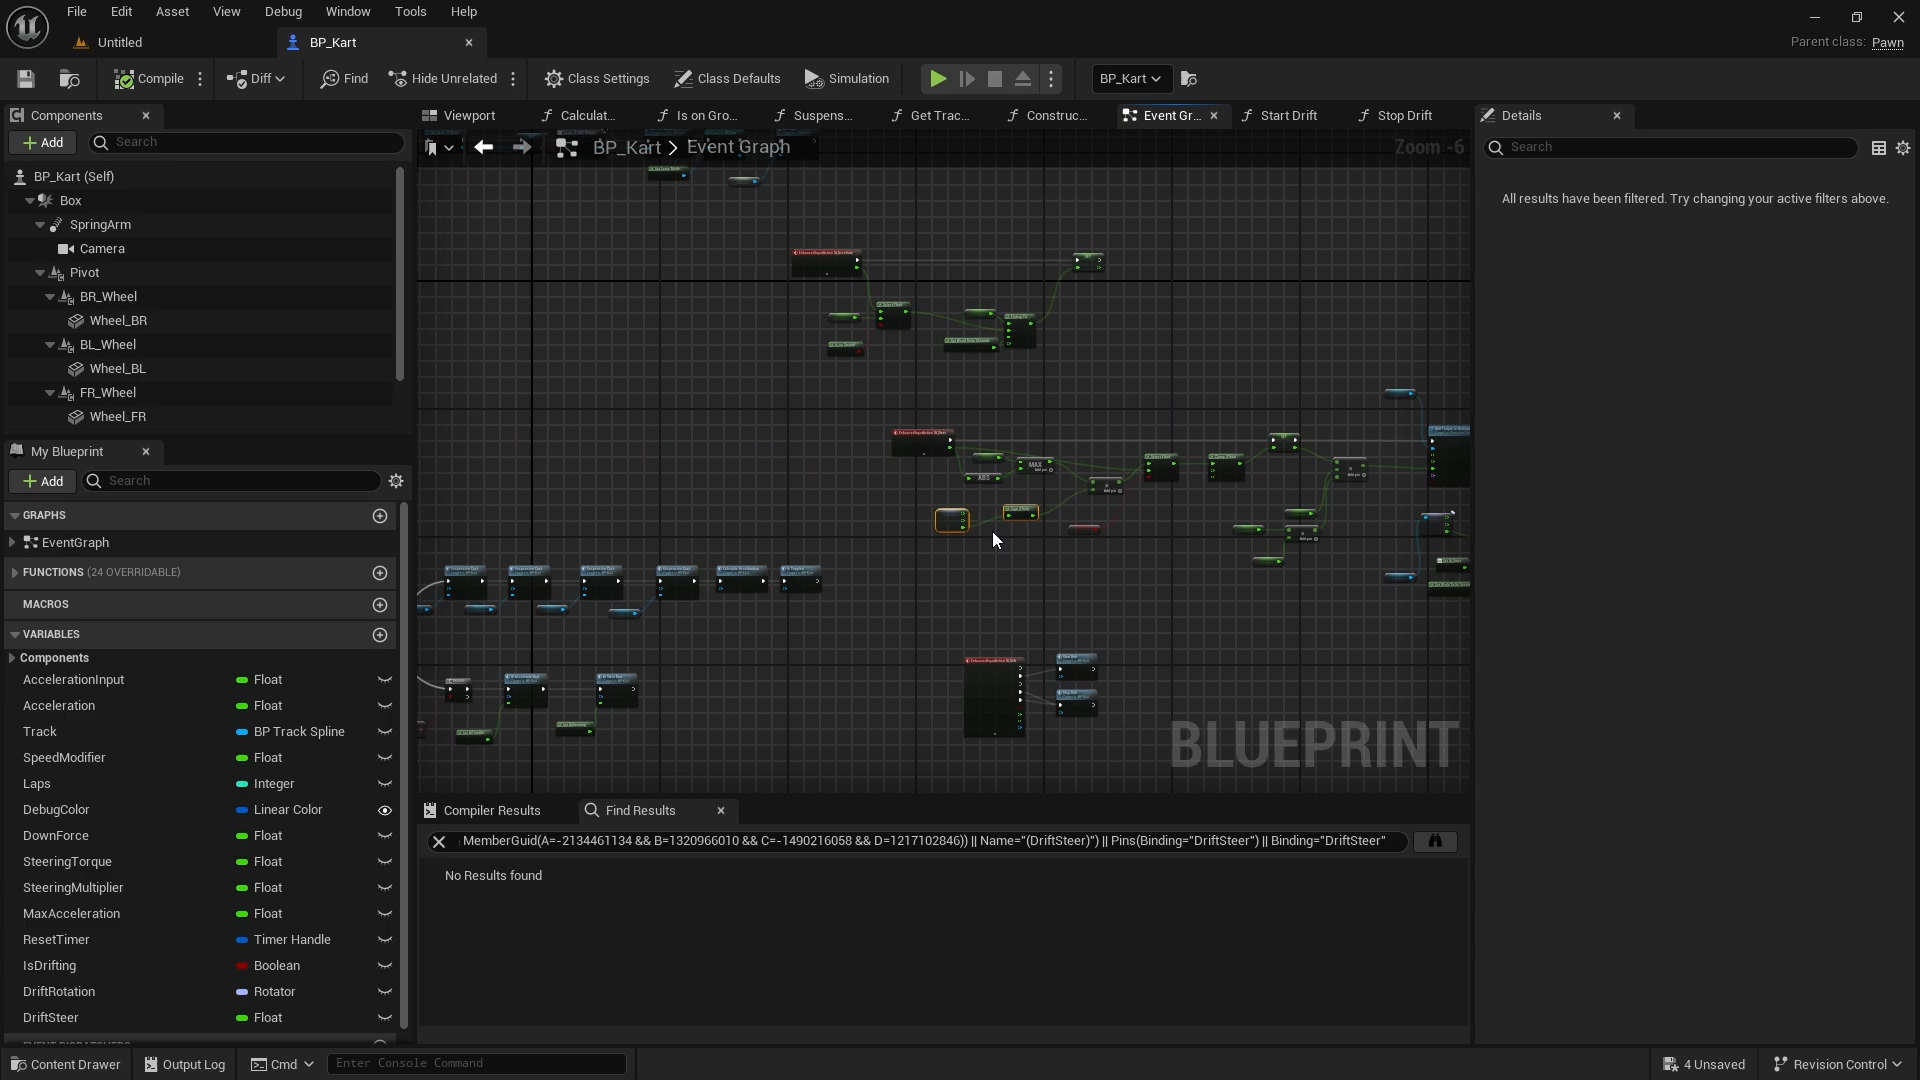 File Edit Asset View Debug Window Tools Help
Untitled
BP_Kart
Parent class: Pawn
Compile
Diff
Find
Hide Unrelated
Class Settings
Class Defaults
Simulation
BP_Kart
Components
Add
Search
BP_Kart (Self)
Box
SpringArm
Camera
Pivot
BR_Wheel
Wheel_BR
BL_Wheel
Wheel_BL
FR_Wheel
Wheel_FR
My Blueprint
Add
Search
GRAPHS
EventGraph
FUNCTIONS (24 OVERRIDABLE)
MACROS
VARIABLES
Components
AccelerationInput Float
Acceleration Float
Track BP Track Spline
SpeedModifier Float
Laps Integer
DebugColor Linear Color
DownForce Float
SteeringTorque Float
SteeringMultiplier Float
MaxAcceleration Float
ResetTimer Timer Handle
IsDrifting Boolean
DriftRotation Rotator
DriftSteer Float
Viewport
Calculat...
Is on Gro...
Suspens...
Get Trac...
Construc...
Event Gr...
Start Drift
Stop Drift
BP_Kart > Event Graph
Zoom -6
MAX
ABS
BLUEPRINT
Compiler Results
Find Results
MemberGuid(A=-2134461134 && B=1320966010 && C=-1490216058 && D=1217102846)) || Name="(DriftSteer)") || Pins(Binding="DriftSteer") || Binding="DriftSteer"
No Results found
Details
Search
All results have been filtered. Try changing your active filters above.
Content Drawer
Output Log
Cmd
Enter Console Command
4 Unsaved
Revision Control